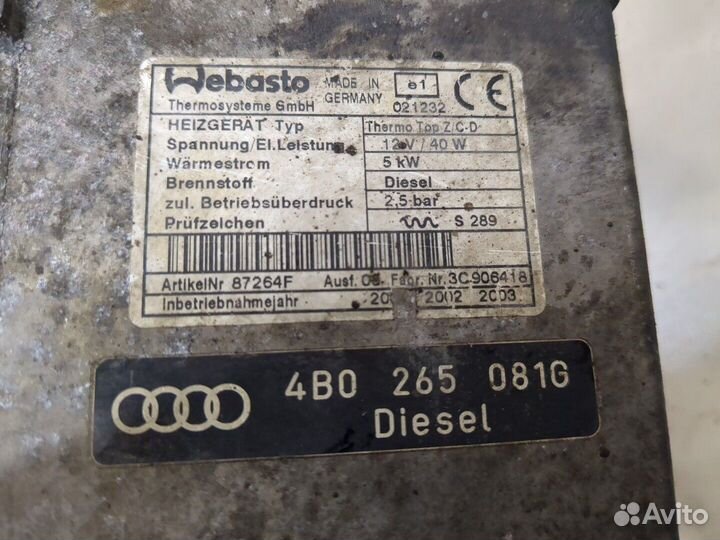 Webasto MADE IN GERMANY e1 021232 CE
Thermosysteme GmbH
HEIZGERÄT Typ Thermo Top Z/C-D
Spannung/El.Leistung 12 V / 40 W
Wärmestrom 5 kW
Brennstoff Diesel
zul. Betriebsüberdruck 2,5 bar
Prüfzeichen S 289
ArtikelNr 87264F Ausf. 03- Fabr. Nr. 3C906418
Inbetriebnahmejahr 2002 2003
4B0 265 081G
Diesel
Avito